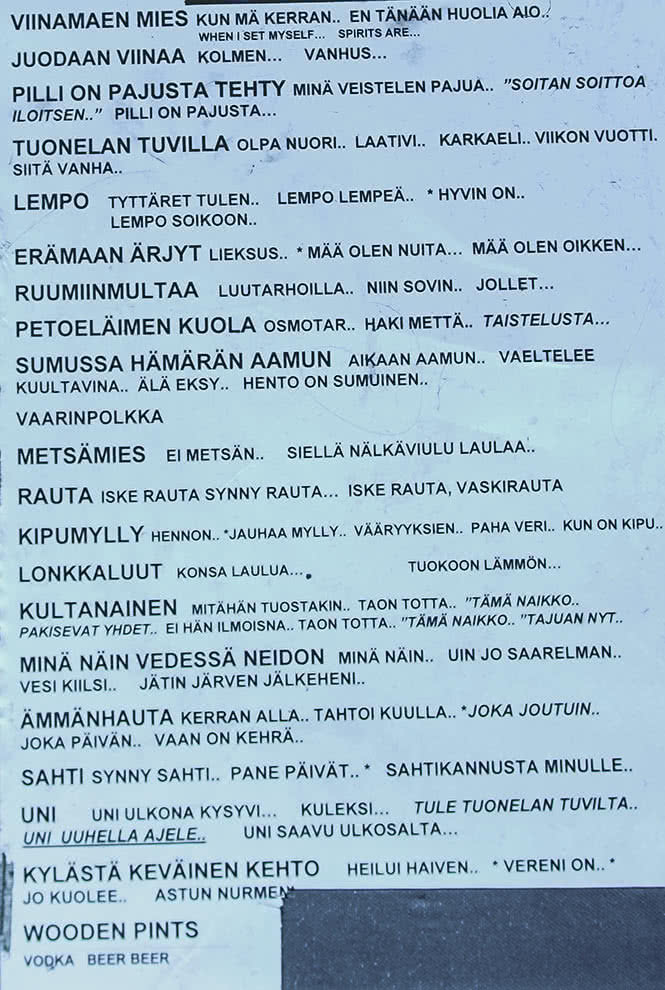 VIINAMAEN MIES KUN MÄ KERRAN.. EN TÄNÄÄN HUOLIA AIO..
WHEN I SET MYSELF... SPIRITS ARE...
JUODAAN VIINAA KOLMEN... VANHUS...
PILLI ON PAJUSTA TEHTY MINÄ VEISTELEN PAJUA.. "SOITAN SOITTOA
ILOITSEN.." PILLI ON PAJUSTA...
TUONELAN TUVILLA OLPA NUORI.. LAATIVI.. KARKAELI.. VIIKON VUOTTI.
SIITÄ VANHA..
LEMPO TYTTÄRET TULEN.. LEMPO LEMPEÄ.. * HYVIN ON..
LEMPO SOIKOON..
ERÄMAAN ÄRJYT LIEKSUS.. * MÄÄ OLEN NUITA... MÄÄ OLEN OIKKEN...
RUUMIINMULTAA LUUTARHOILLA.. NIIN SOVIN.. JOLLET...
PETOELÄIMEN KUOLA OSMOTAR.. HAKI METTÄ.. TAISTELUSTA...
SUMUSSA HÄMÄRÄN AAMUN AIKAAN AAMUN.. VAELTELEE
KUULTAVINA.. ÄLÄ EKSY.. HENTO ON SUMUINEN..
VAARINPOLKKA
METSÄMIES EI METSÄN.. SIELLÄ NÄLKÄVIULU LAULAA..
RAUTA ISKE RAUTA SYNNY RAUTA... ISKE RAUTA, VASKIRAUTA
KIPUMYLLY HENNON.. *JAUHAA MYLLY.. VÄÄRYYKSIEN.. PAHA VERI.. KUN ON KIPU..
LONKKALUUT KONSA LAULUA... TUOKOON LÄMMÖN...
KULTANAINEN MITÄHÄN TUOSTAKIN.. TAON TOTTA.. "TÄMÄ NAIKKO..
PAKISEVAT YHDET.. EI HÄN ILMOISNA.. TAON TOTTA.. "TÄMÄ NAIKKO.. "TAJUAN NYT..
MINÄ NÄIN VEDESSÄ NEIDON MINÄ NÄIN.. UIN JO SAARELMAN..
VESI KIILSI.. JÄTIN JÄRVEN JÄLKEHENI..
ÄMMÄNHAUTA KERRAN ALLA.. TAHTOI KUULLA.. *JOKA JOUTUIN..
JOKA PÄIVÄN.. VAAN ON KEHRÄ..
SAHTI SYNNY SAHTI.. PANE PÄIVÄT.. * SAHTIKANNUSTA MINULLE..
UNI UNI ULKONA KYSYVI... KULEKSI... TULE TUONELAN TUVILTA..
UNI UUHELLA AJELE.. UNI SAAVU ULKOSALTA...
KYLÄSTÄ KEVÄINEN KEHTO HEILUI HAIVEN.. * VERENI ON.. *
JO KUOLEE.. ASTUN NURMEN
WOODEN PINTS
VODKA BEER BEER